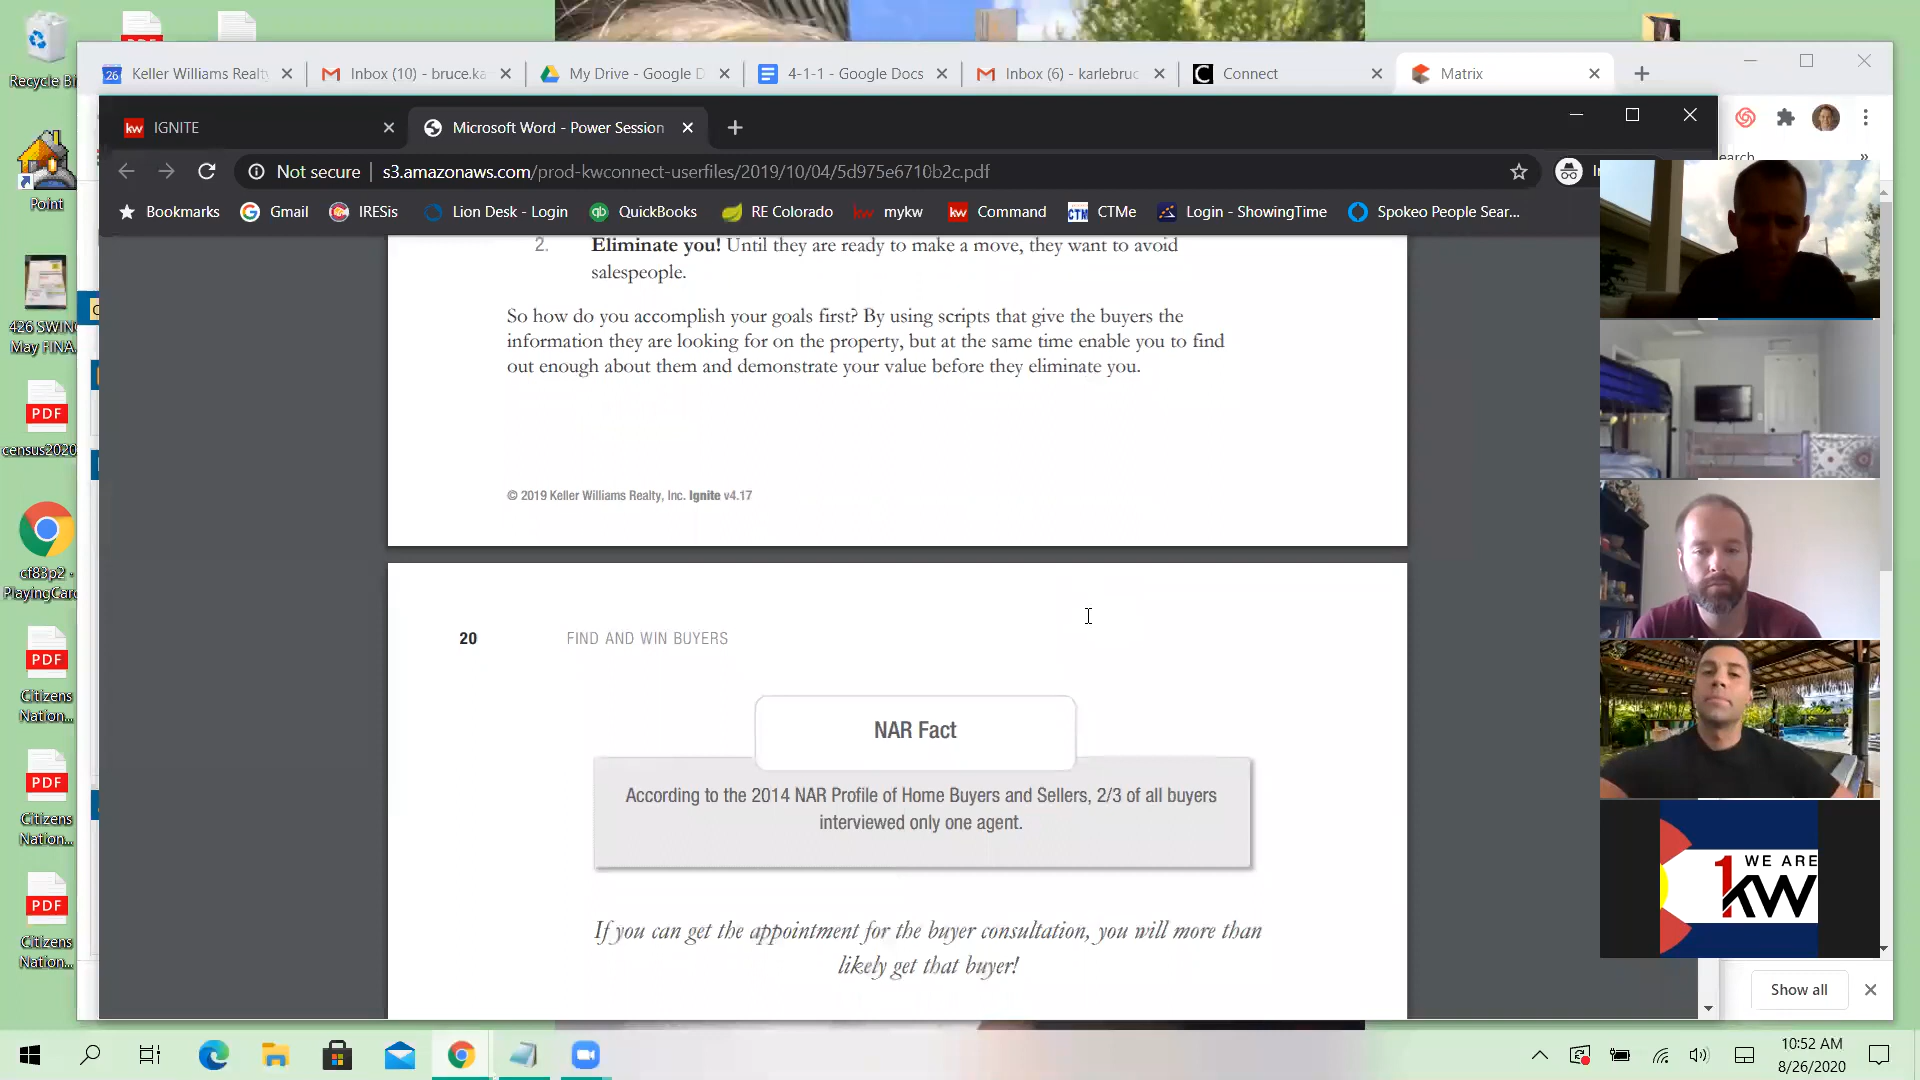 Recycle Bi
Point
426 SWIN
May FINA
census2020
cf83p2 -
PlayingCar
Citizens
Nation...
Citizens
Nation...
Citizens
Nation...
PDF
PDF
PDF
PDF
26 Keller Williams Realt
Inbox (10) - bruce.ka
My Drive - Google D
4-1-1 - Google Docs
Inbox (6) - karlebruc
Connect
Matrix
kw IGNITE
Microsoft Word - Power Session
Not secure s3.amazonaws.com/prod-kwconnect-userfiles/2019/10/04/5d975e6710b2c.pdf
earch
Bookmarks
Gmail
IRESis
Lion Desk - Login
qb QuickBooks
RE Colorado
kw mykw
kw Command
CTM CTMe
Login - ShowingTime
Spokeo People Sear...
2. Eliminate you! Until they are ready to make a move, they want to avoid
salespeople.
So how do you accomplish your goals first? By using scripts that give the buyers the
information they are looking for on the property, but at the same time enable you to find
out enough about them and demonstrate your value before they eliminate you.
© 2019 Keller Williams Realty, Inc. Ignite v4.17
20 FIND AND WIN BUYERS
NAR Fact
According to the 2014 NAR Profile of Home Buyers and Sellers, 2/3 of all buyers
interviewed only one agent.
If you can get the appointment for the buyer consultation, you will more than
likely get that buyer!
WE ARE
1kw
Show all
10:52 AM
8/26/2020